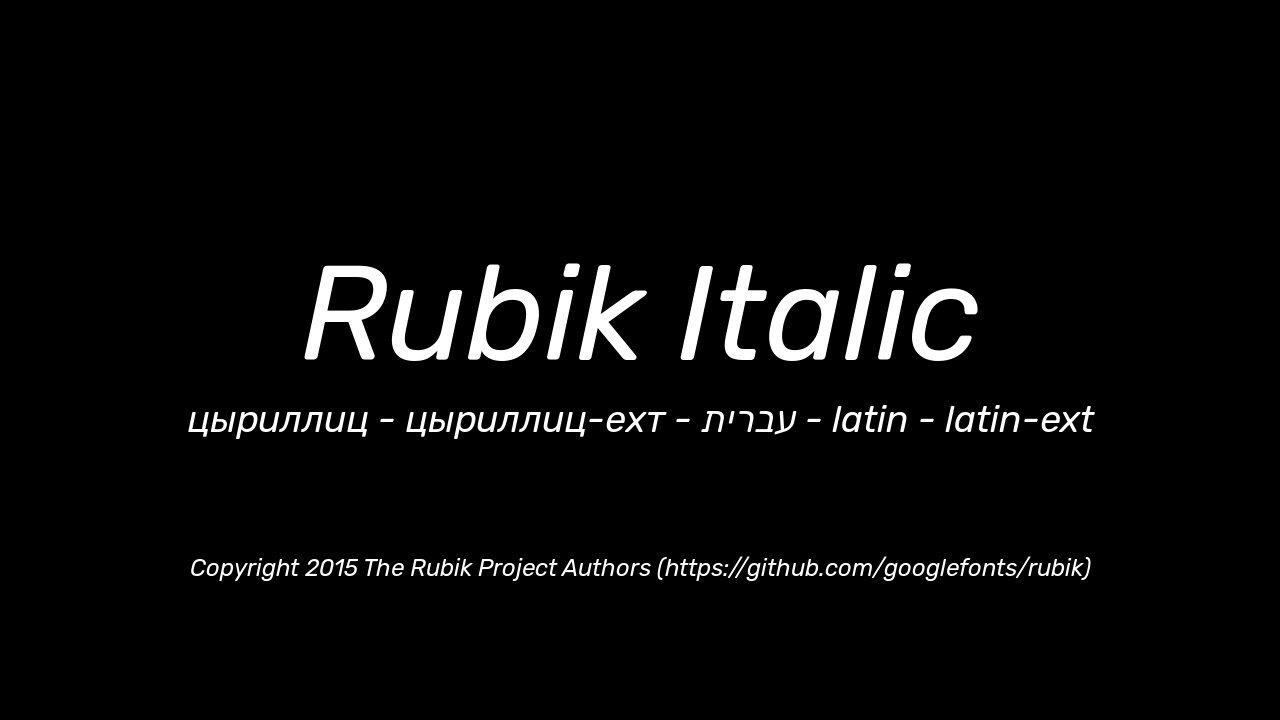 Rubik Italic
цыриллиц - цыриллиц-ехт - עברית - latin - latin-ext
Copyright 2015 The Rubik Project Authors (https://github.com/googlefonts/rubik)